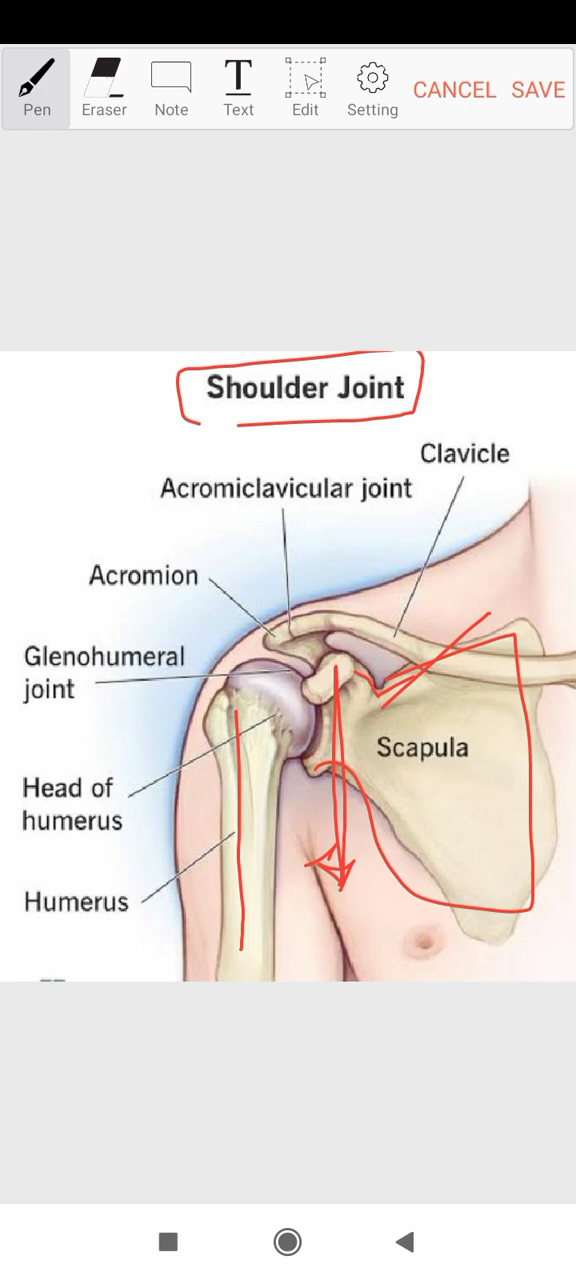 Pen
Eraser
Note
Text
Edit
Setting
CANCEL
SAVE
Shoulder Joint
Clavicle
Acromiclavicular joint
Acromion
Glenohumeral
joint
Scapula
Head of
humerus
Humerus